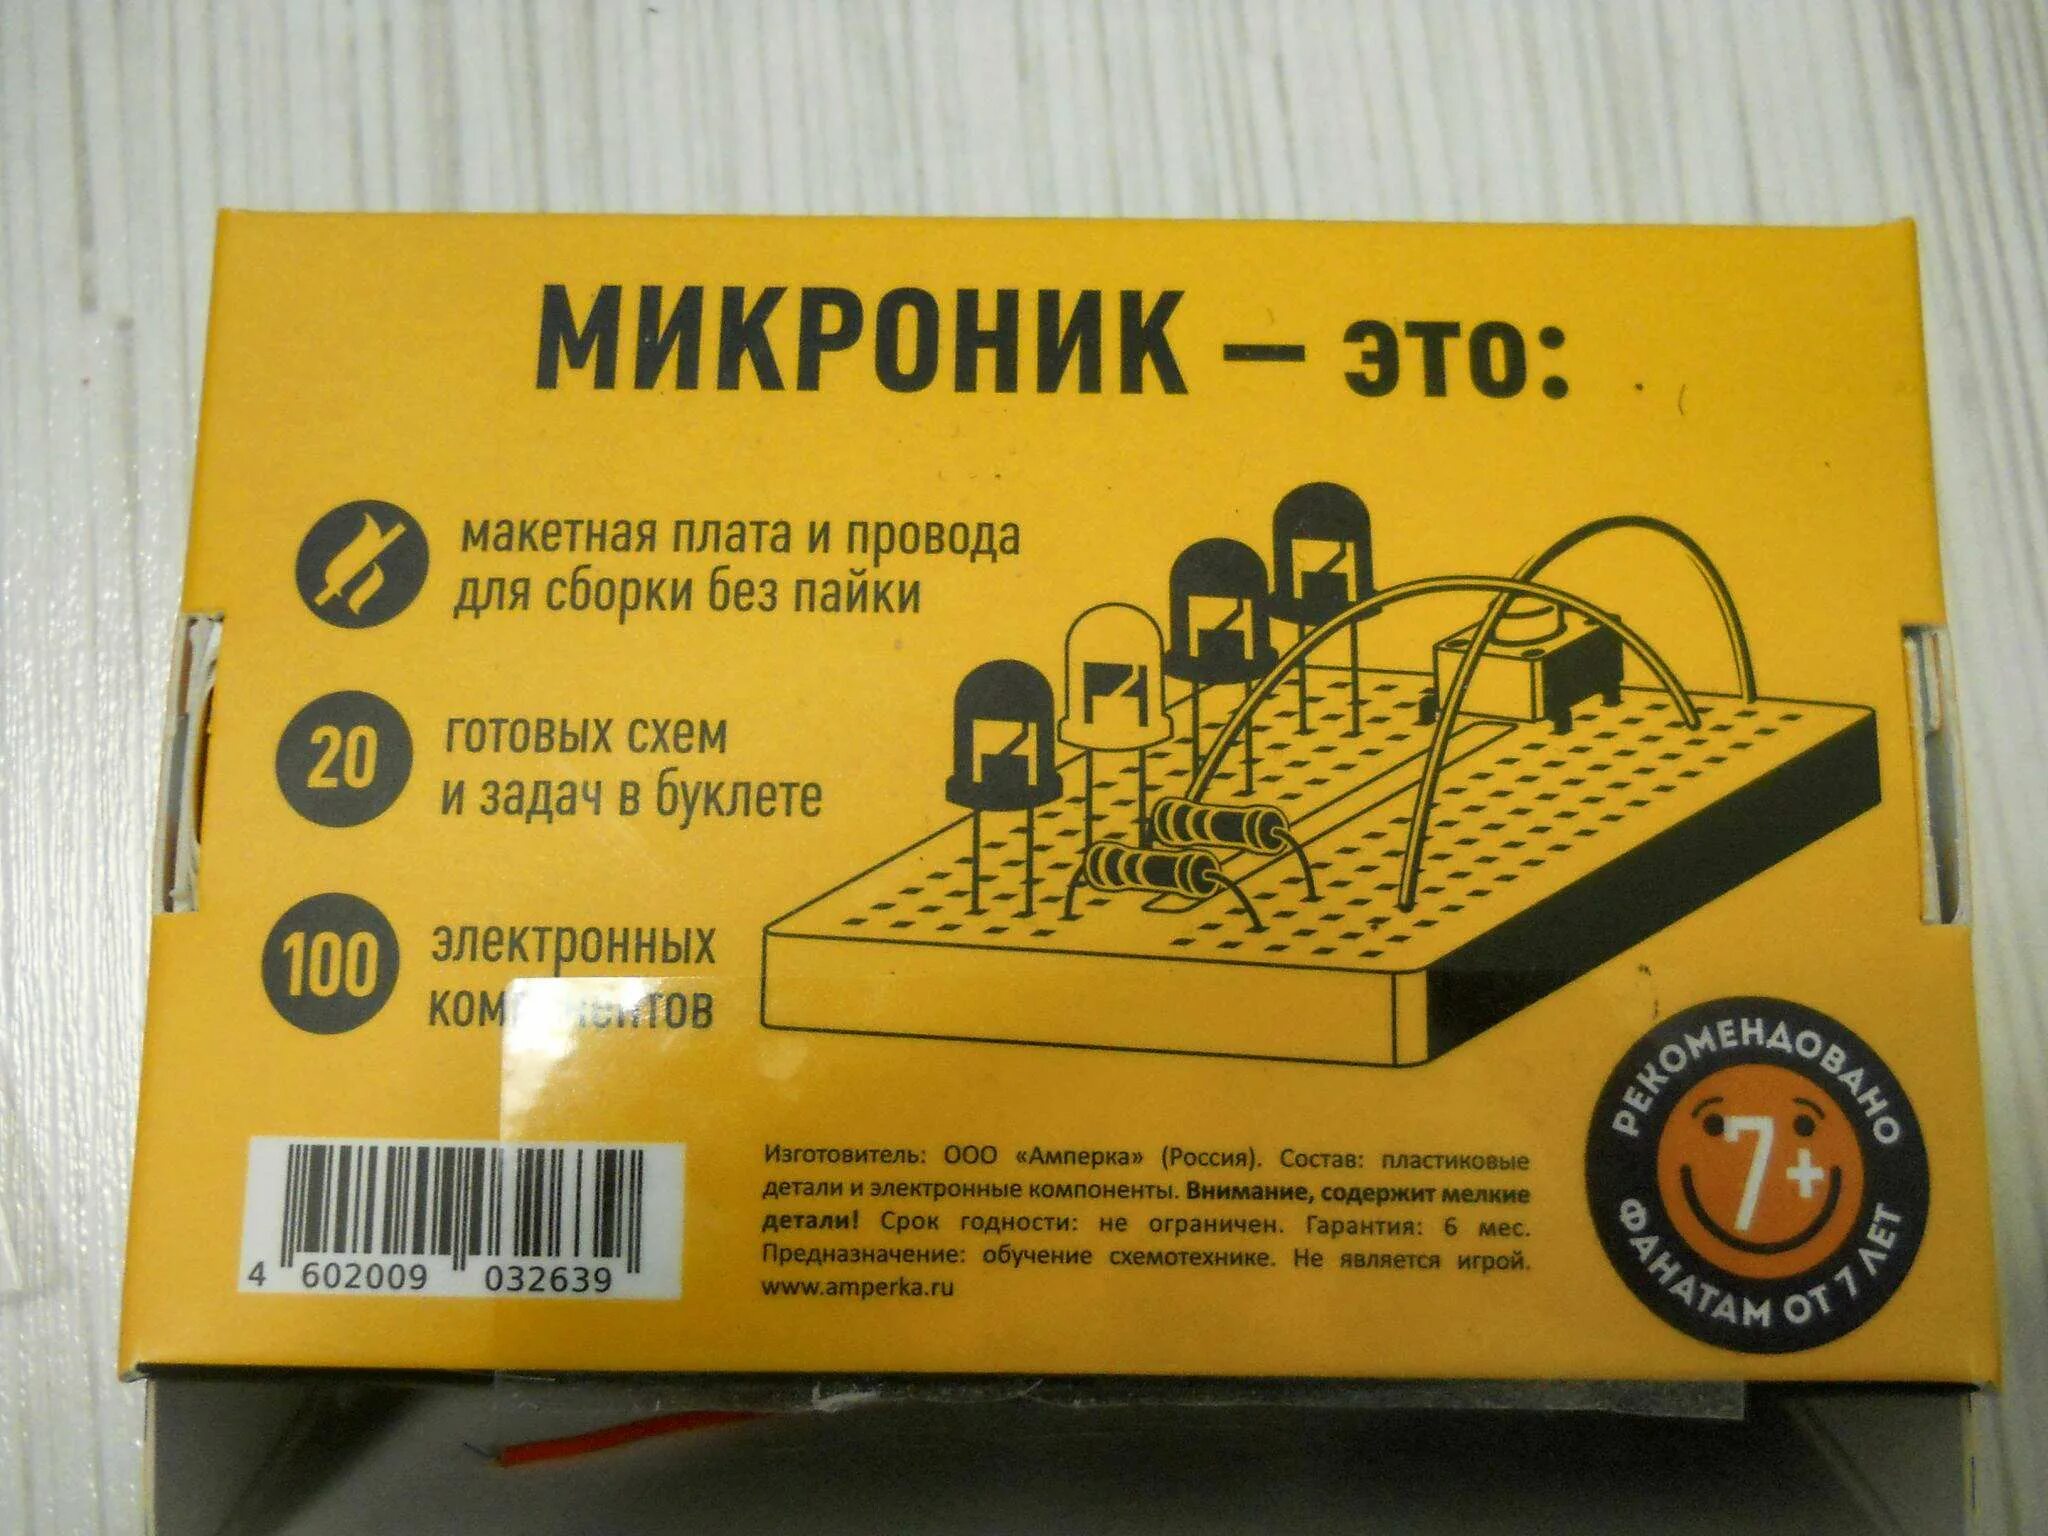 МИКРОНИК – это:
макетная плата и провода
для сборки без пайки
20
готовых схем
и задач в буклете
100
электронных
компонентов
4 602009 032639
Изготовитель: ООО «Амперка» (Россия). Состав: пластиковые
детали и электронные компоненты. Внимание, содержит мелкие
детали! Срок годности: не ограничен. Гарантия: 6 мес.
Предназначение: обучение схемотехнике. Не является игрой.
www.amperka.ru
РЕКОМЕНДОВАНО
7+
ФАНАТАМ ОТ 7 ЛЕТ